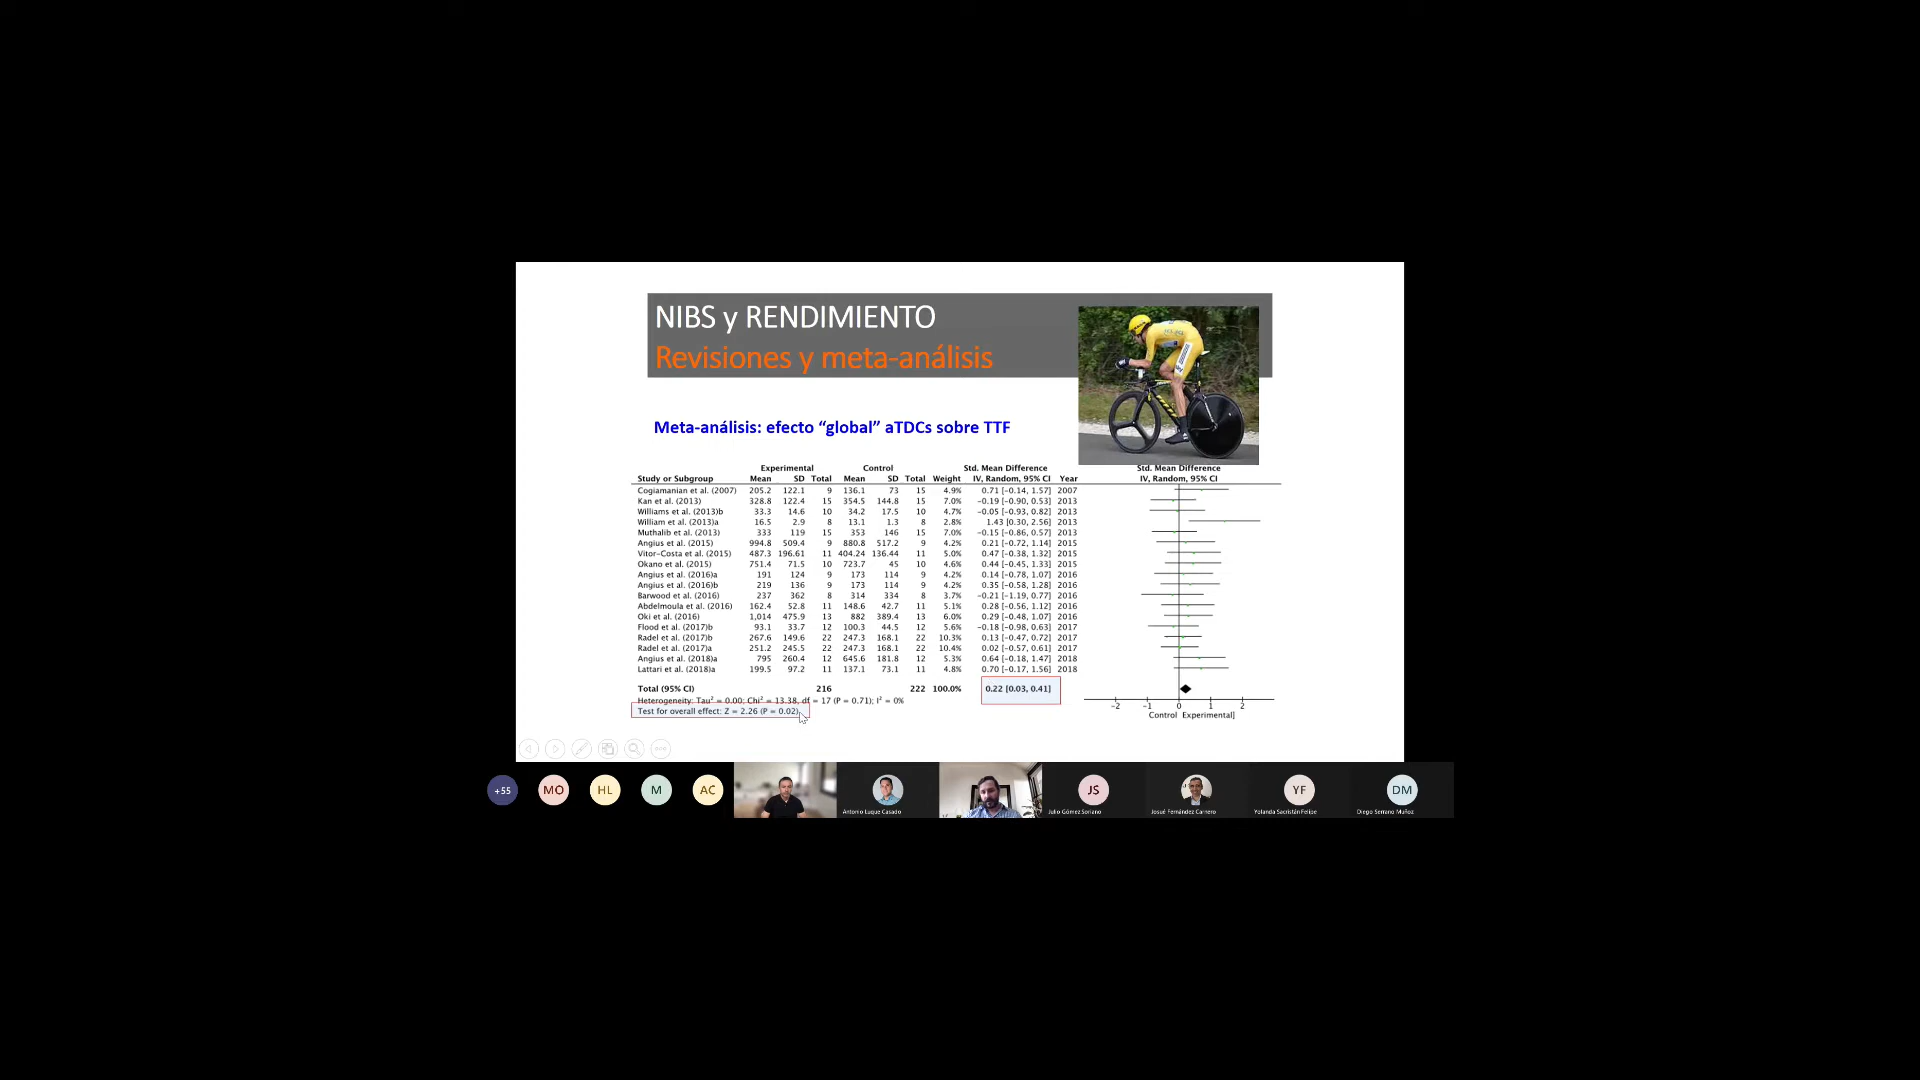 NIBS y RENDIMIENTO
Revisiones y meta-análisis
Meta-análisis: efecto “global” aTDCs sobre TTF
Experimental Control Std. Mean Difference Std. Mean Difference
Study or Subgroup Mean SD Total Mean SD Total Weight IV, Random, 95% CI Year IV, Random, 95% CI
Cogiamanian et al. (2007) 205.2 122.1 9 136.1 73 15 4.9% 0.71 [-0.14, 1.57] 2007
Kan et al. (2013) 328.8 122.4 15 354.5 144.8 15 7.0% -0.19 [-0.90, 0.53] 2013
Williams et al. (2013)b 33.3 14.6 10 34.2 17.5 10 4.7% -0.05 [-0.93, 0.82] 2013
William et al. (2013)a 16.5 2.9 8 13.1 1.3 8 2.8% 1.43 [0.30, 2.56] 2013
Muthalib et al. (2013) 333 119 15 353 146 15 7.0% -0.15 [-0.86, 0.57] 2013
Angius et al. (2015) 994.8 509.4 9 880.8 517.2 9 4.2% 0.21 [-0.72, 1.14] 2015
Vitor-Costa et al. (2015) 487.3 196.61 11 404.24 136.44 11 5.0% 0.47 [-0.38, 1.32] 2015
Okano et al. (2015) 751.4 71.5 10 723.7 45 10 4.6% 0.44 [-0.45, 1.33] 2015
Angius et al. (2016)a 191 124 9 173 114 9 4.2% 0.14 [-0.78, 1.07] 2016
Angius et al. (2016)b 219 136 9 173 114 9 4.2% 0.35 [-0.58, 1.28] 2016
Barwood et al. (2016) 237 362 8 314 334 8 3.7% -0.21 [-1.19, 0.77] 2016
Abdelmoula et al. (2016) 162.4 52.8 11 148.6 42.7 11 5.1% 0.28 [-0.56, 1.12] 2016
Oki et al. (2016) 1,014 475.9 13 882 389.4 13 6.0% 0.29 [-0.48, 1.07] 2016
Flood et al. (2017)b 93.1 33.7 12 100.3 44.5 12 5.6% -0.18 [-0.98, 0.63] 2017
Radel et al. (2017)b 267.6 149.6 22 247.3 168.1 22 10.3% 0.13 [-0.47, 0.72] 2017
Radel et al. (2017)a 251.2 245.5 22 247.3 168.1 22 10.4% 0.02 [-0.57, 0.61] 2017
Angius et al. (2018)a 795 260.4 12 645.6 181.8 12 5.3% 0.64 [-0.18, 1.47] 2018
Lattari et al. (2018)a 199.5 97.2 11 137.1 73.1 11 4.8% 0.70 [-0.17, 1.56] 2018
Total (95% CI) 216 222 100.0% 0.22 [0.03, 0.41]
Heterogeneity: Tau² = 0.00; Chi² = 13.38, df = 17 (P = 0.71); I² = 0%
Test for overall effect: Z = 2.26 (P = 0.02)
-2 -1 0 1 2
Control Experimental]
+55 MO HL M AC JS YF DM
Antonio Luque Casado Julio Gómez Soriano Josué Fernández Carnero Yolanda Sacristán Felipe Diego Serrano Muñoz